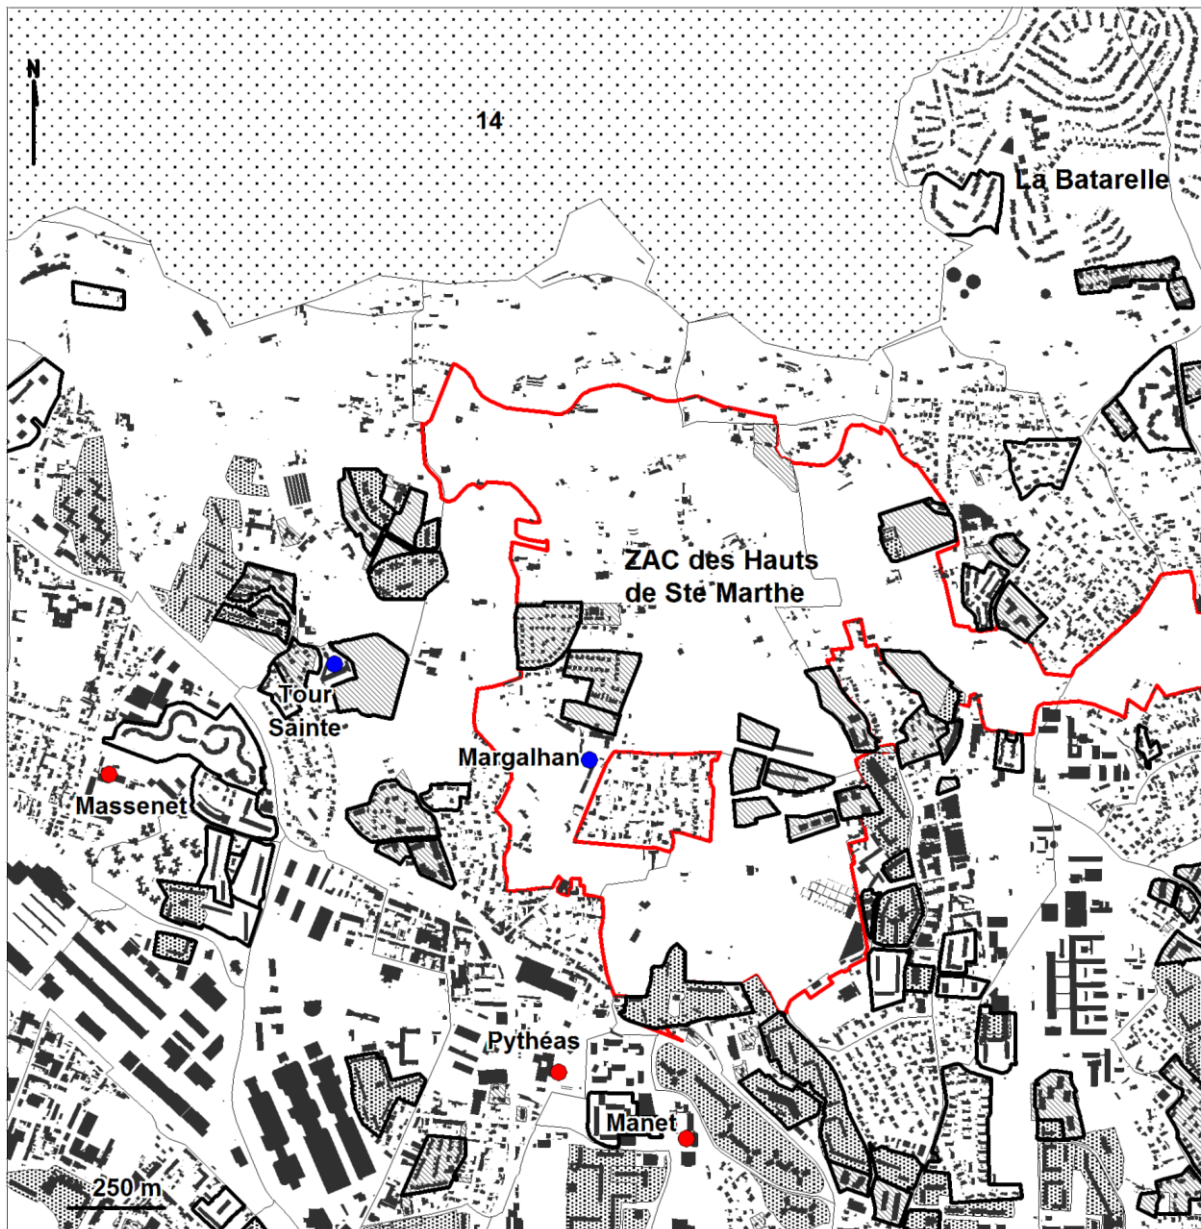 N
14
La Batarelle
ZAC des Hauts
de Ste Marthe
Tour
Sainte
Margalhan
Massenet
Pythéas
Manet
250 m